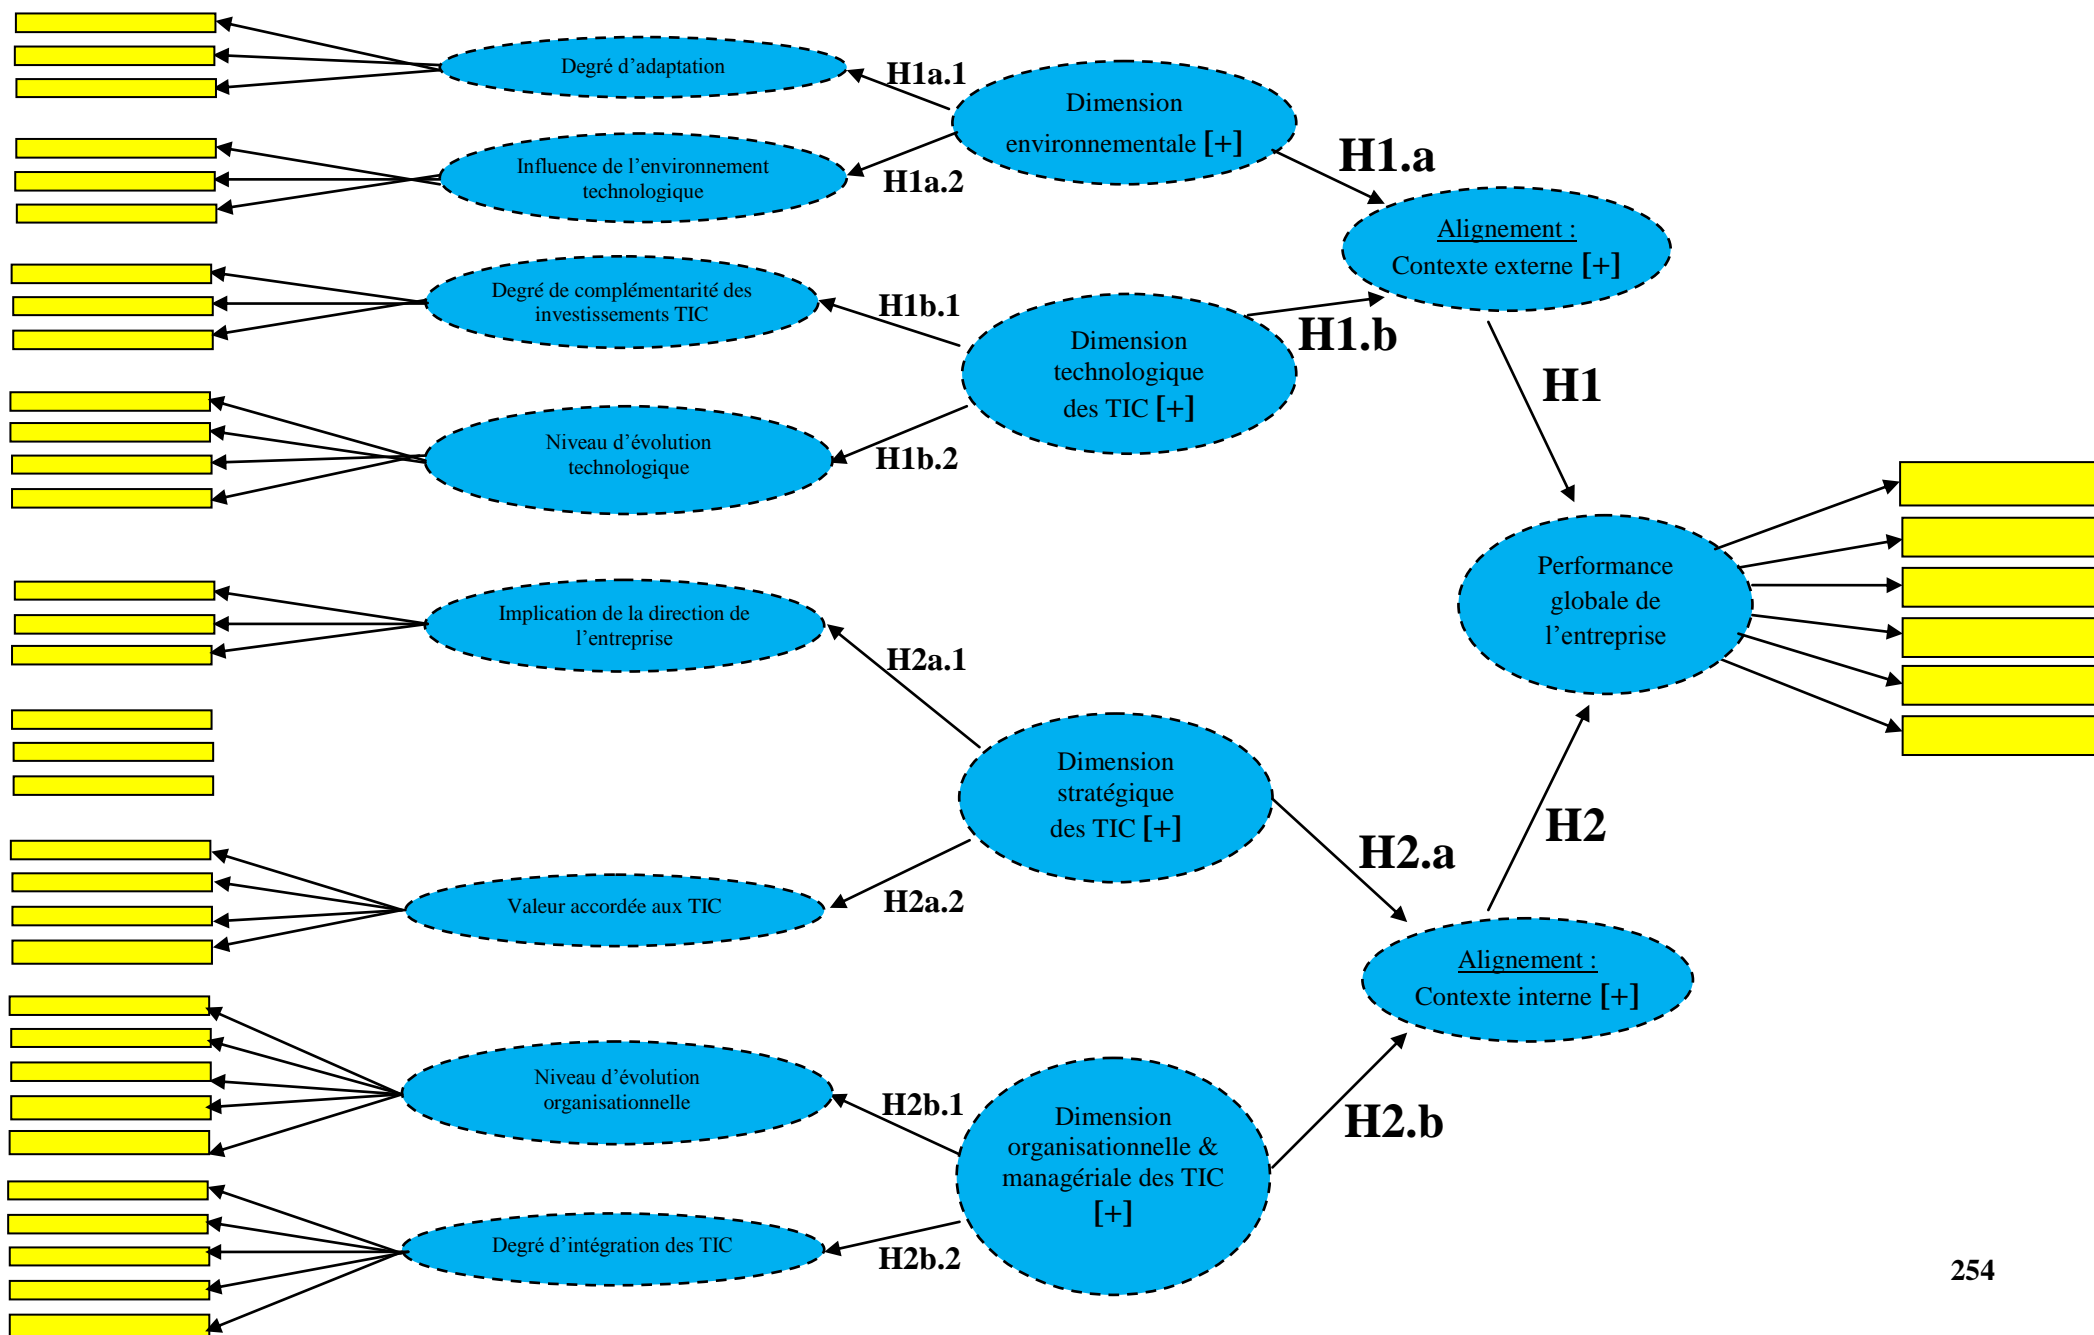 Degré d’adaptation
H1a.1
Dimension
environnementale [+]
H1.a
Influence de l’environnement
technologique
H1a.2
Alignement :
Contexte externe [+]
Degré de complémentarité des
investissements TIC
H1b.1
Dimension
technologique
des TIC [+]
H1.b
H1
Niveau d’évolution
technologique
H1b.2
Performance
globale de
l’entreprise
Implication de la direction de
l’entreprise
H2a.1
Dimension
stratégique
des TIC [+]
H2
H2.a
Valeur accordée aux TIC
H2a.2
Alignement :
Contexte interne [+]
Niveau d’évolution
organisationnelle
H2b.1
Dimension
organisationnelle &
managériale des TIC
[+]
H2.b
Degré d’intégration des TIC
H2b.2
254